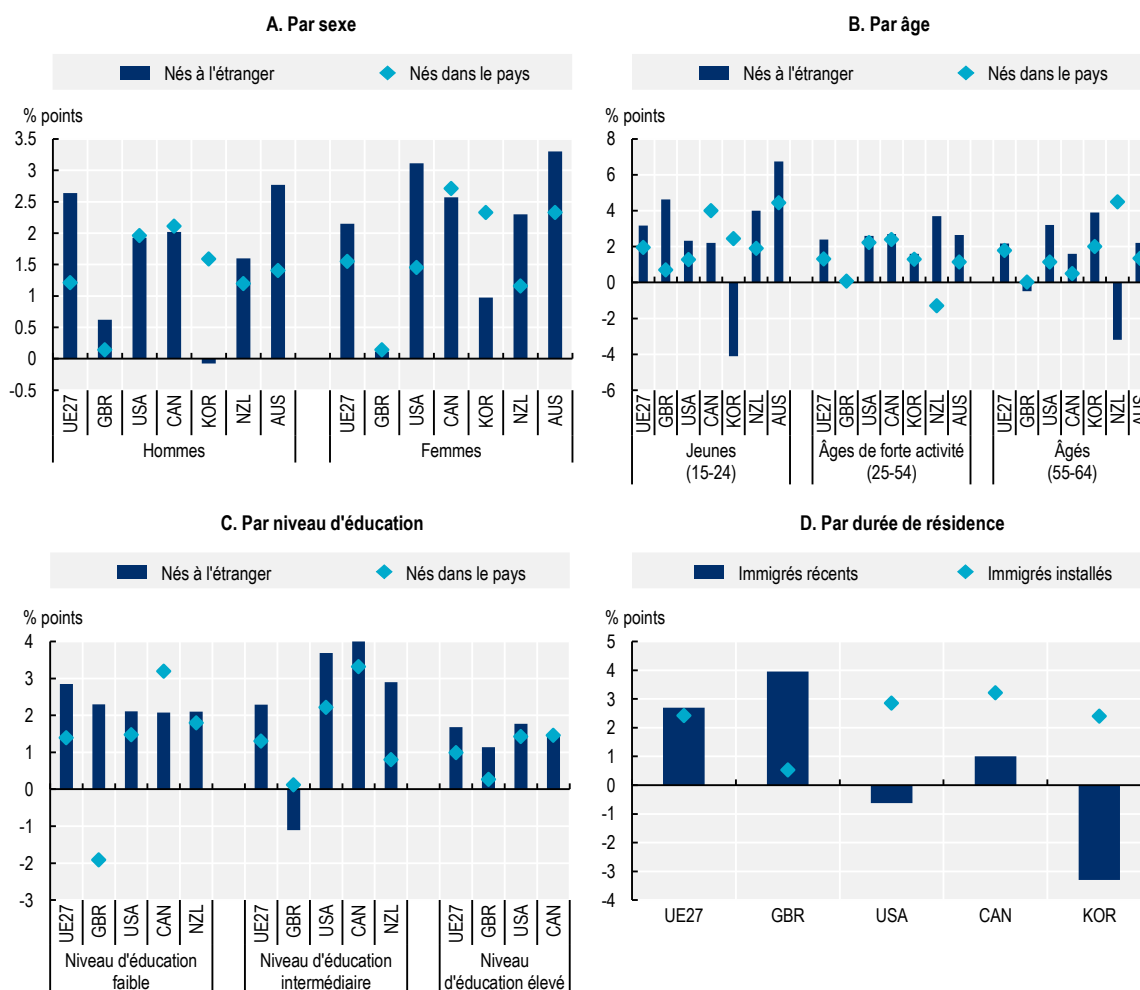 A. Par sexe
Nés à l'étranger
Nés dans le pays
% points
3.5
3
2.5
2
1.5
1
0.5
0
-0.5
UE27
GBR
USA
CAN
KOR
NZL
AUS
UE27
GBR
USA
CAN
KOR
NZL
AUS
Hommes
Femmes
B. Par âge
Nés à l'étranger
Nés dans le pays
% points
8
6
4
2
0
-2
-4
-6
UE27
GBR
USA
CAN
KOR
NZL
AUS
UE27
GBR
USA
CAN
KOR
NZL
AUS
UE27
GBR
USA
CAN
KOR
NZL
AUS
Jeunes
(15-24)
Âges de forte activité
(25-54)
Âgés
(55-64)
C. Par niveau d'éducation
Nés à l'étranger
Nés dans le pays
% points
4
3
2
1
0
-1
-2
-3
UE27
GBR
USA
CAN
NZL
UE27
GBR
USA
CAN
NZL
UE27
GBR
USA
CAN
Niveau d'éducation
faible
Niveau d'éducation
intermédiaire
Niveau
d'éducation élevé
D. Par durée de résidence
Immigrés récents
Immigrés installés
% points
5
4
3
2
1
0
-1
-2
-3
-4
UE27
GBR
USA
CAN
KOR